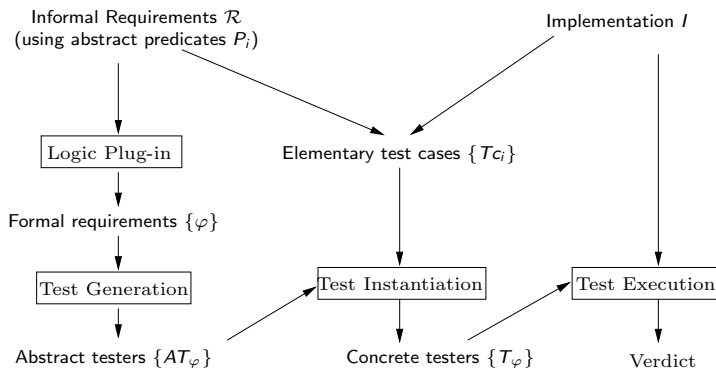 Informal Requirements ℛ
(using abstract predicates Pᵢ)
Implementation I
Logic Plug-in
Elementary test cases {Tcᵢ}
Formal requirements {φ}
Test Generation
Test Instantiation
Test Execution
Abstract testers {AT_φ}
Concrete testers {T_φ}
Verdict